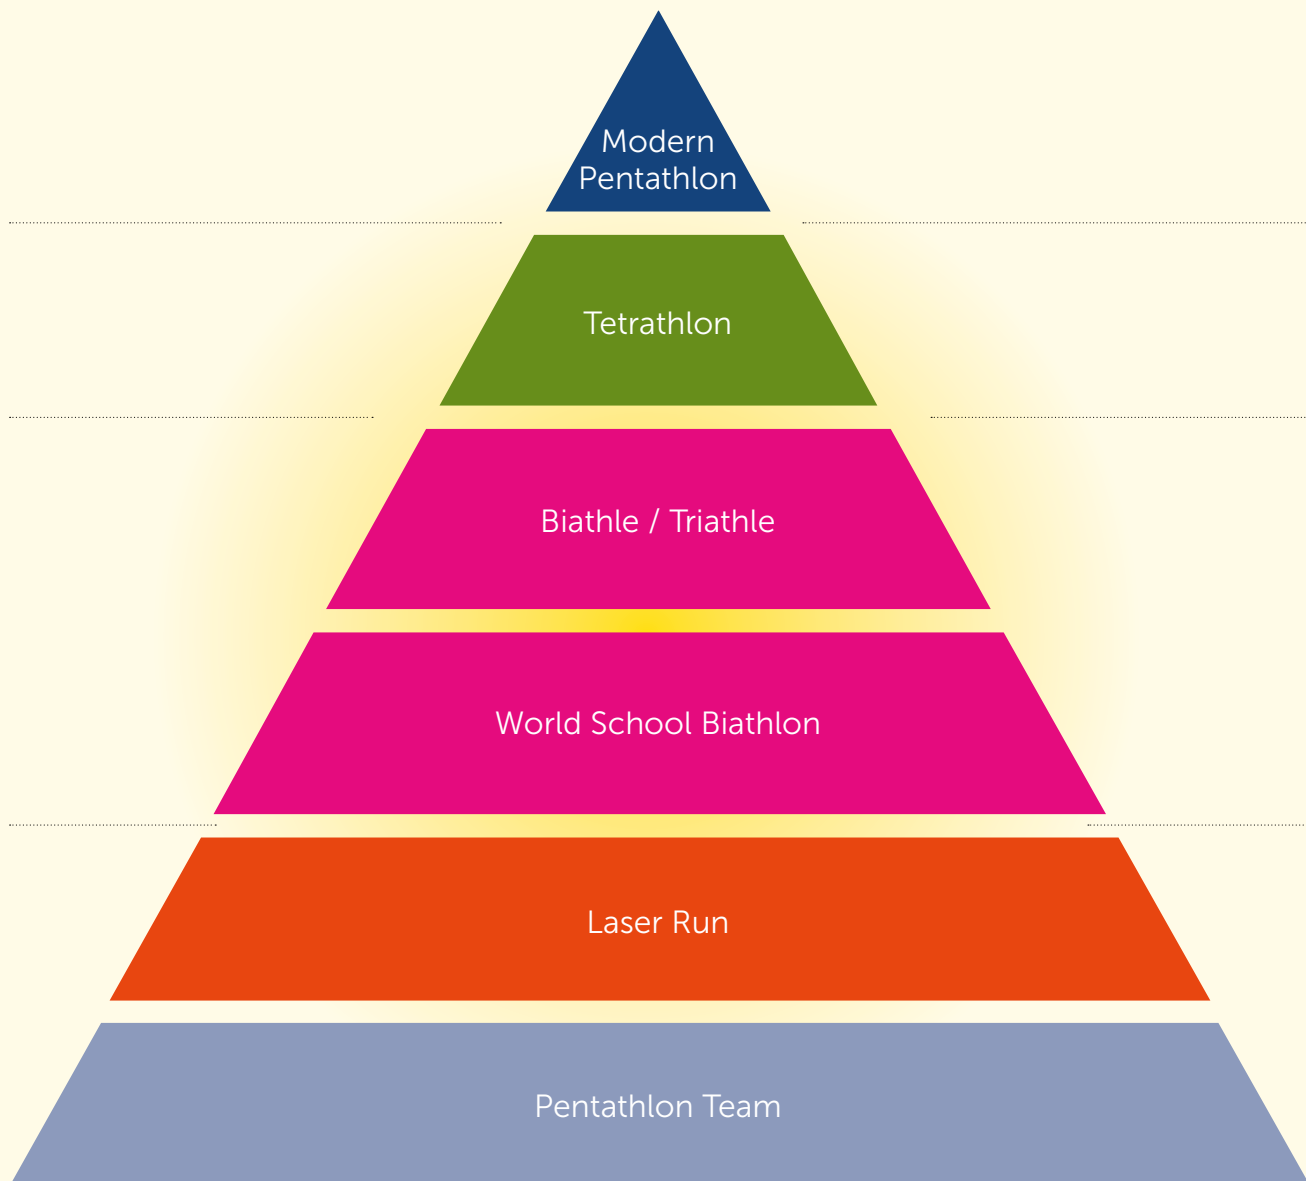 Modern
Pentathlon
Tetrathlon
Biathle / Triathle
World School Biathlon
Laser Run
Pentathlon Team